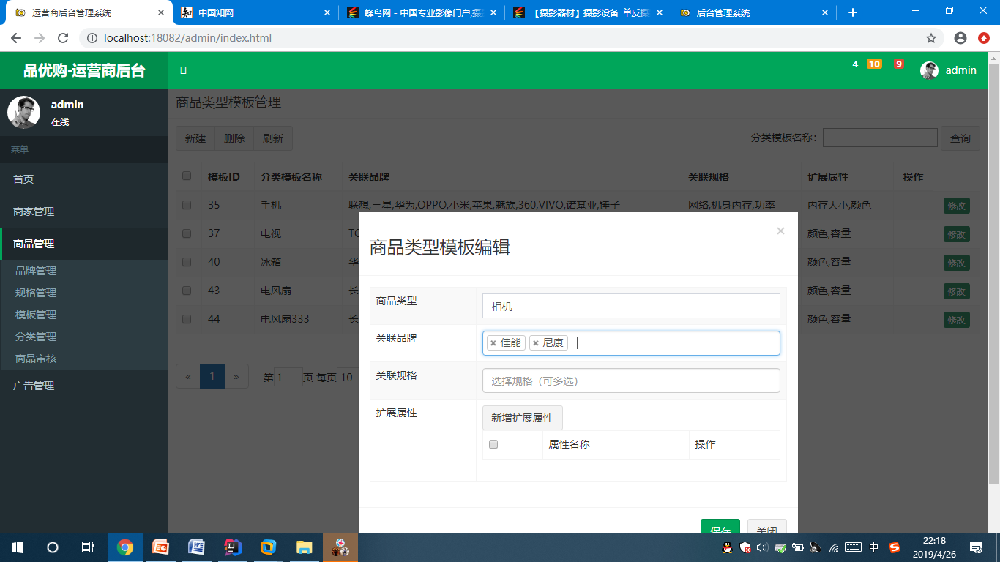 运营商后台管理系统
中国知网
蜂鸟网 - 中国专业影像门户,摄
【摄影器材】摄影设备_单反摄
后台管理系统
localhost:18082/admin/index.html
品优购-运营商后台
4 10 9 admin
admin
在线
菜单
首页
商家管理
商品管理
品牌管理
规格管理
模板管理
分类管理
商品审核
广告管理
商品类型模板管理
新建 删除 刷新 分类模板名称: 查询
模板ID 分类模板名称 关联品牌 关联规格 扩展属性 操作
35 手机 联想,三星,华为,OPPO,小米,苹果,魅族,360,VIVO,诺基亚,锤子 网络,机身内存,功率 内存大小,颜色 修改
37 电视 TC 颜色,容量 修改
40 冰箱 华 颜色,容量 修改
43 电风扇 长 颜色,容量 修改
44 电风扇333 长 颜色,容量 修改
« 1 » 第 1 页 每页 10
×
商品类型模板编辑
商品类型 相机
关联品牌 × 佳能 × 尼康
关联规格 选择规格（可多选）
扩展属性 新增扩展属性
属性名称 操作
保存 关闭
中
22:18
2019/4/26